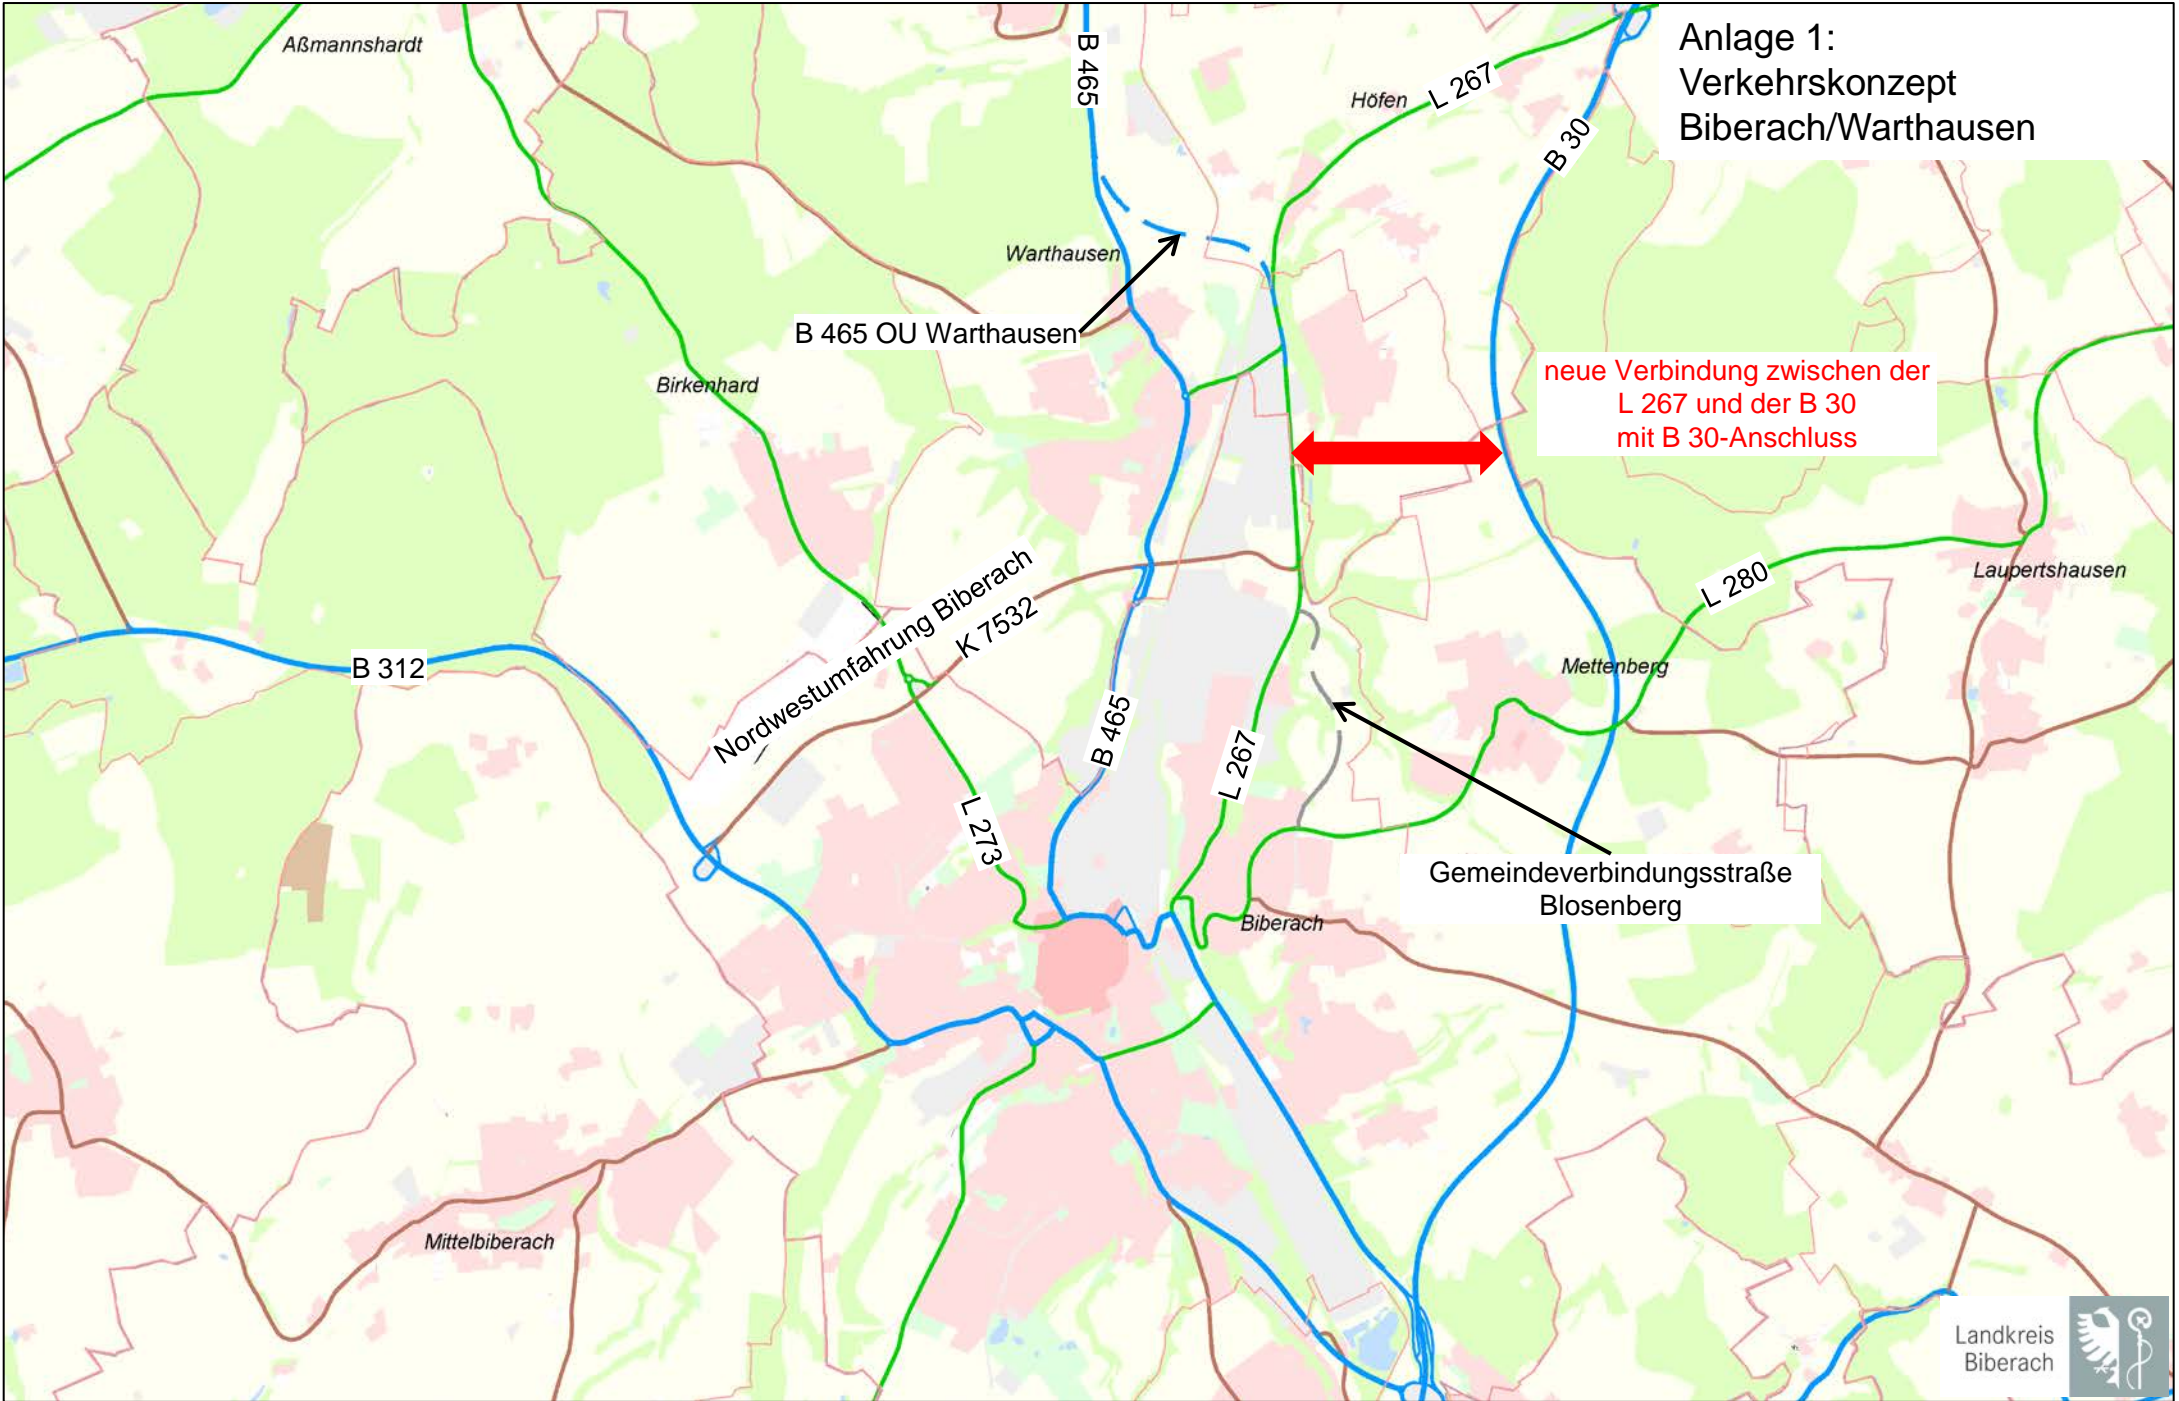 Anlage 1:
Verkehrskonzept
Biberach/Warthausen
Aßmannshardt
B 465
Höfen
L 267
B 30
Warthausen
B 465 OU Warthausen
Birkenhard
neue Verbindung zwischen der
L 267 und der B 30
mit B 30-Anschluss
Nordwestumfahrung Biberach
K 7532
L 280
Laupertshausen
B 312
Mettenberg
B 465
L 267
L 273
Gemeindeverbindungsstraße
Blosenberg
Biberach
Mittelbiberach
Landkreis
Biberach